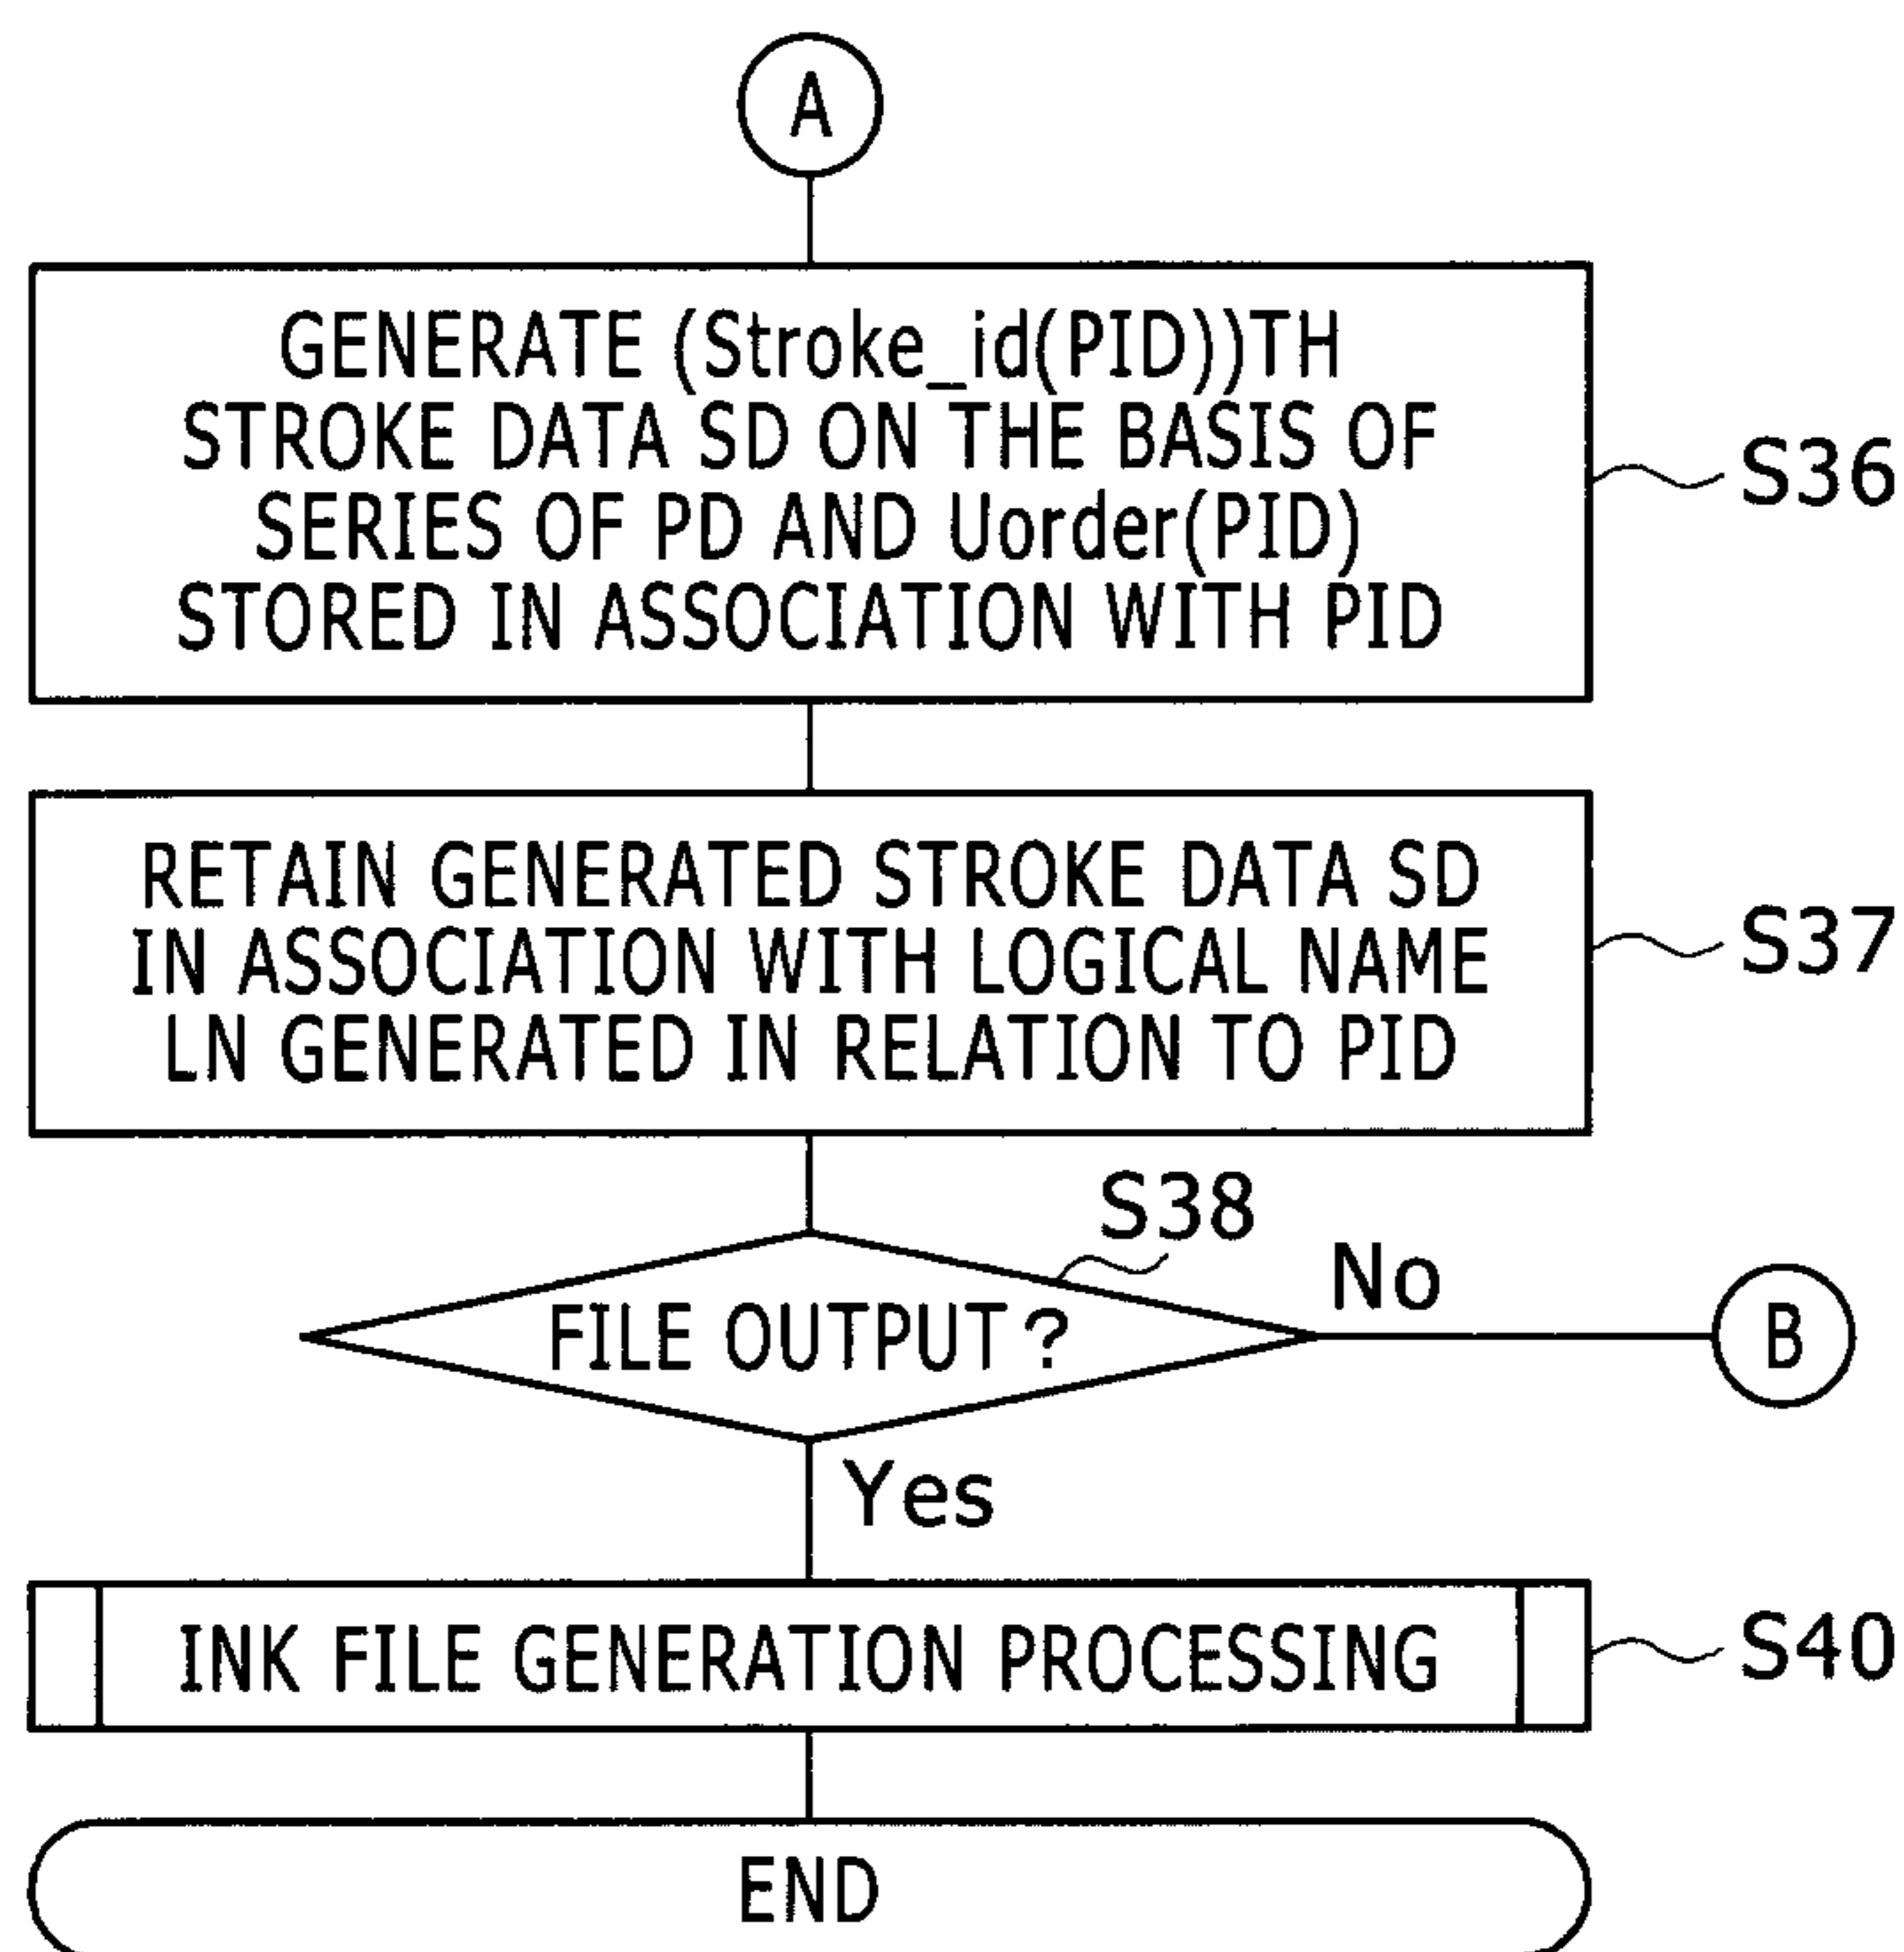 A
GENERATE (Stroke_id(PID))TH
STROKE DATA SD ON THE BASIS OF
SERIES OF PD AND Uorder(PID)
STORED IN ASSOCIATION WITH PID
S36
RETAIN GENERATED STROKE DATA SD
IN ASSOCIATION WITH LOGICAL NAME
LN GENERATED IN RELATION TO PID
S37
S38
FILE OUTPUT?
No
B
Yes
INK FILE GENERATION PROCESSING
S40
END